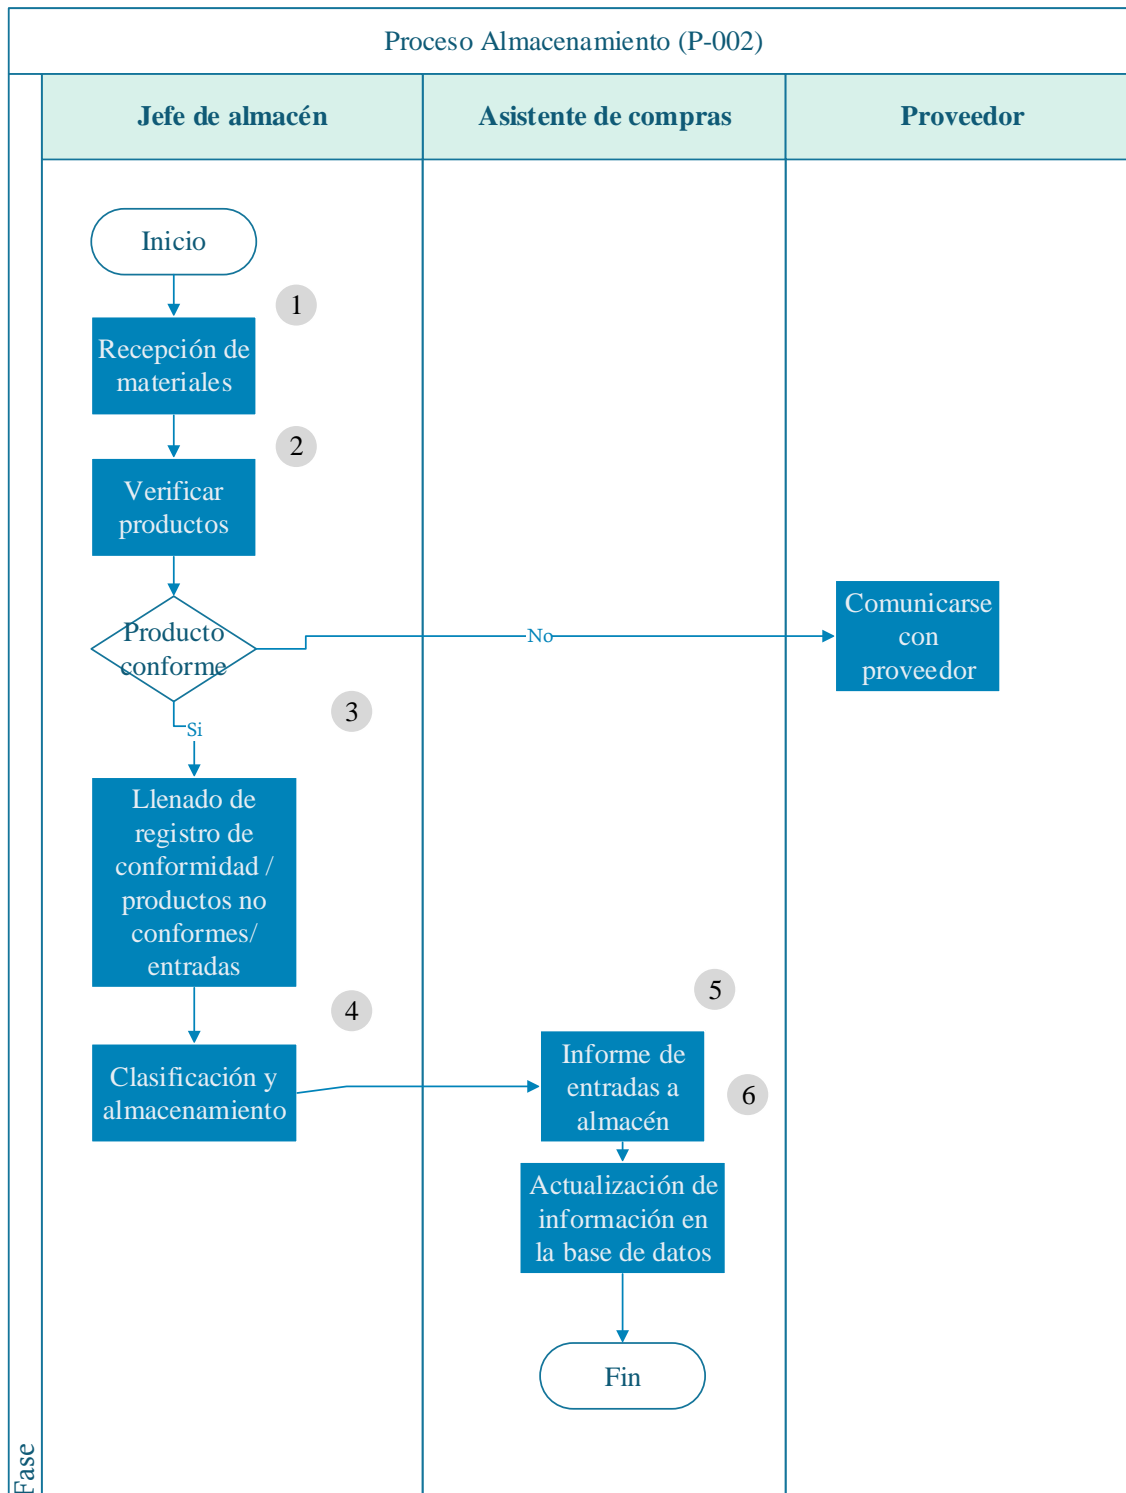 Proceso Almacenamiento (P-002)
Jefe de almacén
Asistente de compras
Proveedor
Inicio
1
Recepción de
materiales
2
Verificar
productos
Producto
conforme
No
Comunicarse
con
proveedor
Si
3
Llenado de
registro de
conformidad /
productos no
conformes/
entradas
4
Clasificación y
almacenamiento
5
Informe de
entradas a
almacén
6
Actualización de
información en
la base de datos
Fin
Fase